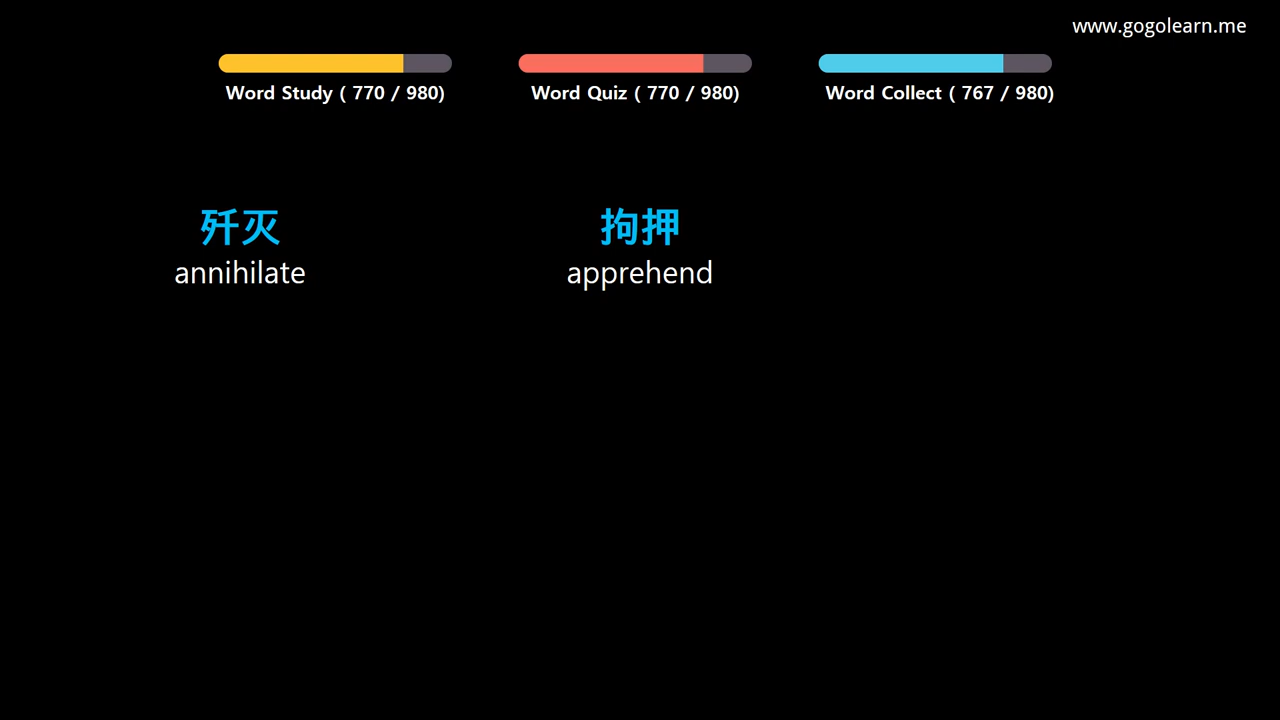 www.gogolearn.me
Word Study ( 770 / 980)
Word Quiz ( 770 / 980)
Word Collect ( 767 / 980)
歼灭
annihilate
拘押
apprehend